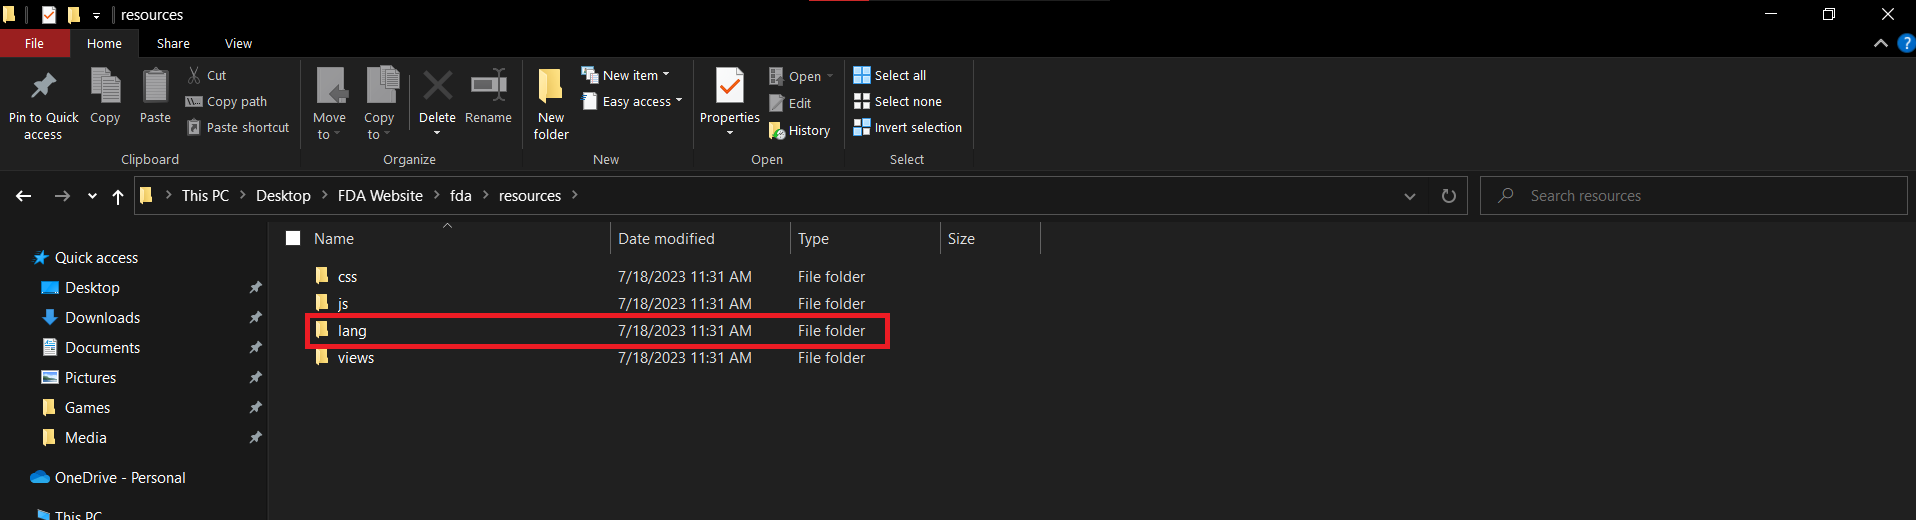 resources
File Home Share View
Pin to Quick access
Copy
Paste
Cut
Copy path
Paste shortcut
Clipboard
Move to
Copy to
Delete
Rename
Organize
New folder
New item
Easy access
New
Properties
Open
Edit
History
Open
Select all
Select none
Invert selection
Select
This PC > Desktop > FDA Website > fda > resources >
Search resources
Name Date modified Type Size
css 7/18/2023 11:31 AM File folder
js 7/18/2023 11:31 AM File folder
lang 7/18/2023 11:31 AM File folder
views 7/18/2023 11:31 AM File folder
Quick access
Desktop
Downloads
Documents
Pictures
Games
Media
OneDrive - Personal
This PC